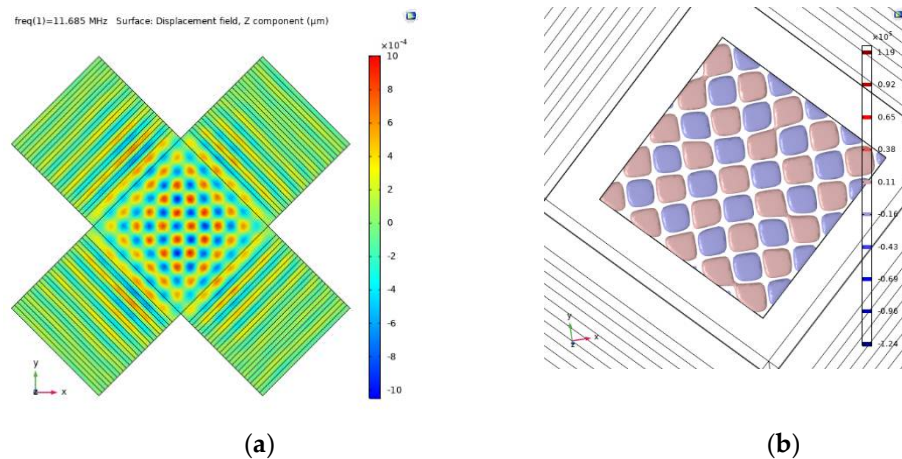 freq(1)=11.685 MHz Surface: Displacement field, Z component (μm)
×10⁻⁴
10
8
6
4
2
0
-2
-4
-6
-8
-10
y
z
x
×10⁵
1.19
0.92
0.65
0.38
0.11
-0.16
-0.43
-0.69
-0.96
-1.24
y
z
x
(a)
(b)